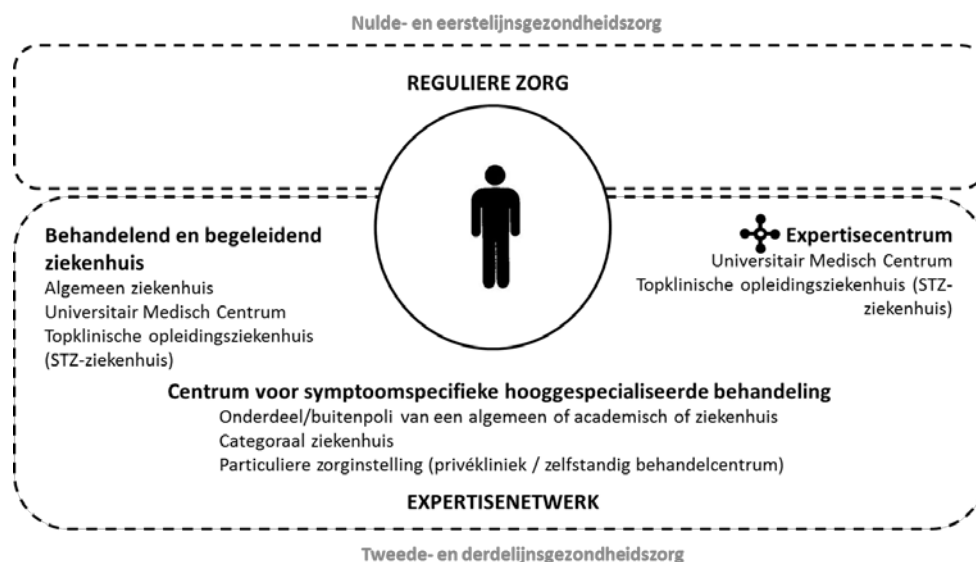 Nulde- en eerstelijnsgezondheidszorg
REGULIERE ZORG
Behandelend en begeleidend
ziekenhuis
Algemeen ziekenhuis
Universitair Medisch Centrum
Topklinische opleidingsziekenhuis
(STZ-ziekenhuis)
Expertisecentrum
Universitair Medisch Centrum
Topklinische opleidingsziekenhuis (STZ-
ziekenhuis)
Centrum voor symptoomspecifieke hooggespecialiseerde behandeling
Onderdeel/buitenpoli van een algemeen of academisch of ziekenhuis
Categoraal ziekenhuis
Particuliere zorginstelling (privékliniek / zelfstandig behandelcentrum)
EXPERTISENETWERK
Tweede- en derdelijnsgezondheidszorg